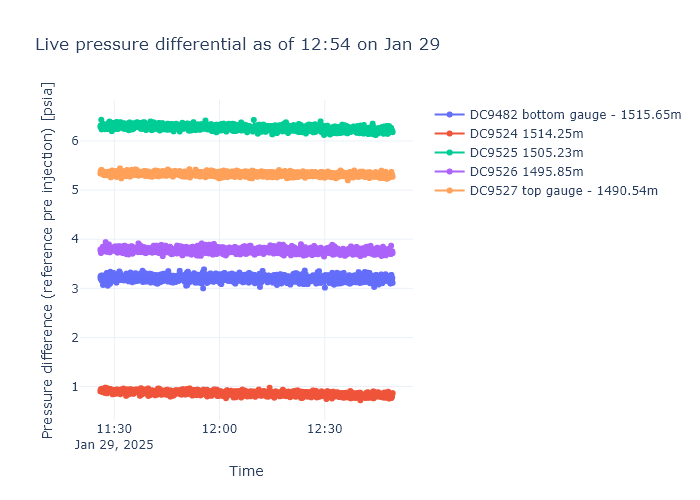 Live pressure differential as of 12:54 on Jan 29
Pressure difference (reference pre injection) [psia]
6
5
4
3
2
1
11:30
Jan 29, 2025
12:00
12:30
Time
DC9482 bottom gauge - 1515.65m
DC9524 1514.25m
DC9525 1505.23m
DC9526 1495.85m
DC9527 top gauge - 1490.54m